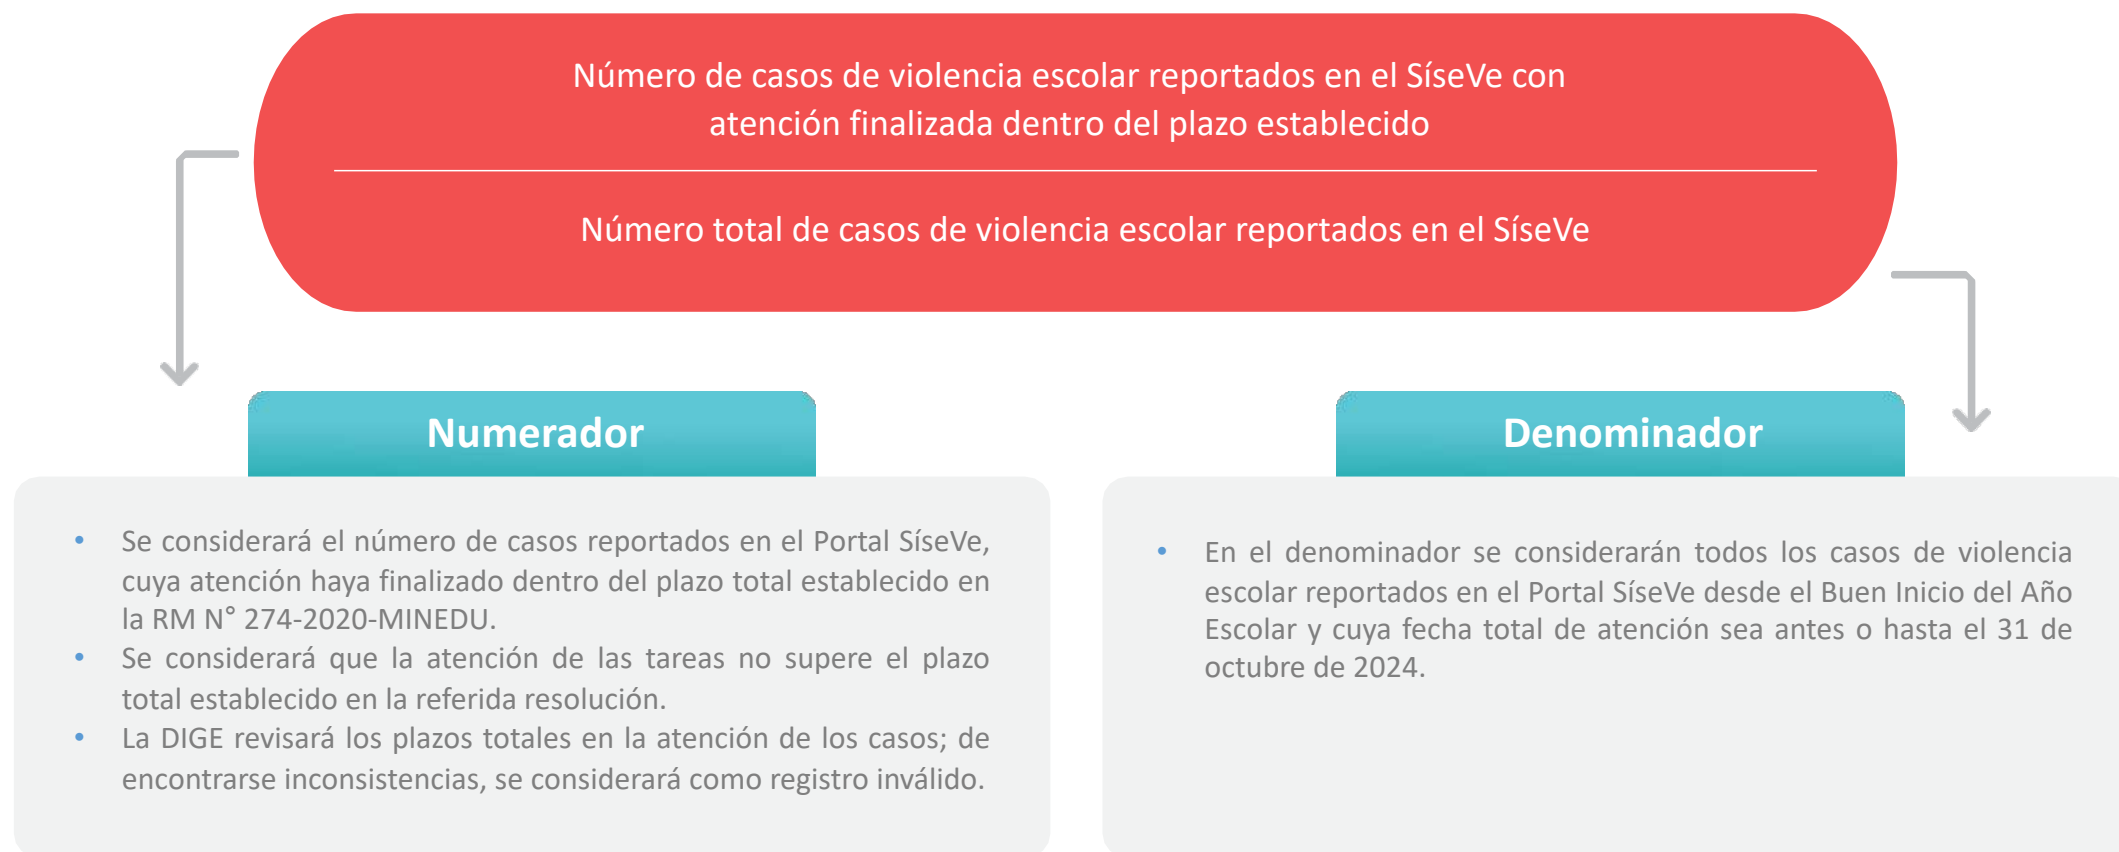 Número de casos de violencia escolar reportados en el SíseVe con
atención finalizada dentro del plazo establecido
Número total de casos de violencia escolar reportados en el SíseVe
Numerador
• Se considerará el número de casos reportados en el Portal SíseVe,
cuya atención haya finalizado dentro del plazo total establecido en
la RM N° 274-2020-MINEDU.
• Se considerará que la atención de las tareas no supere el plazo
total establecido en la referida resolución.
• La DIGE revisará los plazos totales en la atención de los casos; de
encontrarse inconsistencias, se considerará como registro inválido.
Denominador
• En el denominador se considerarán todos los casos de violencia
escolar reportados en el Portal SíseVe desde el Buen Inicio del Año
Escolar y cuya fecha total de atención sea antes o hasta el 31 de
octubre de 2024.